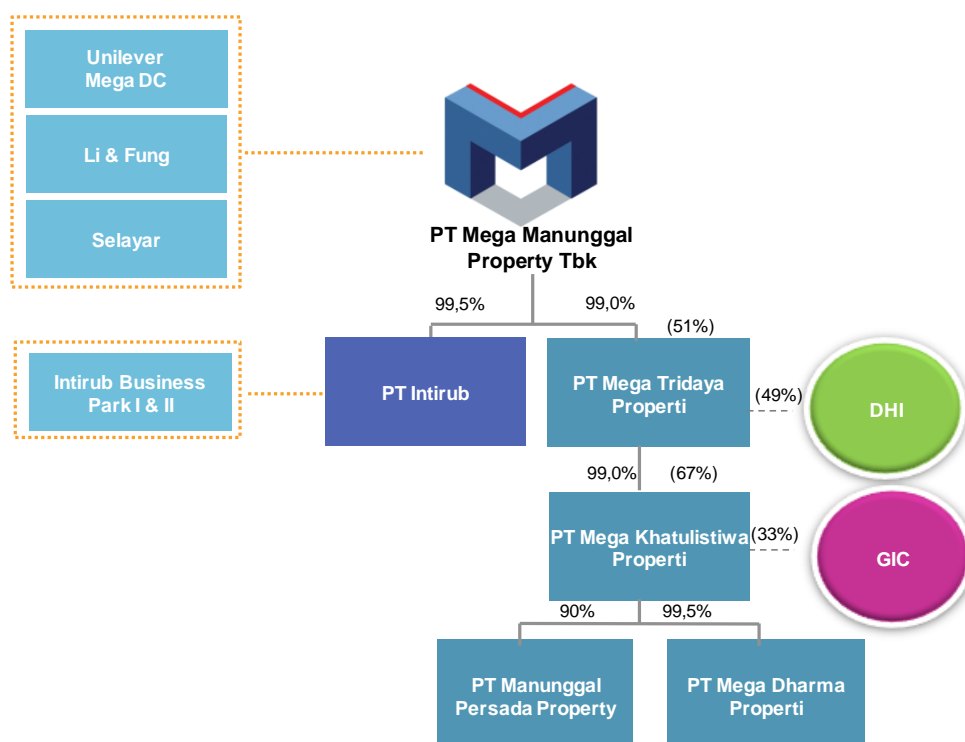 Unilever
Mega DC
Li & Fung
Selayar
PT Mega Manunggal
Property Tbk
99,5%
99,0%
(51%)
Intirub Business
Park I & II
PT Intirub
PT Mega Tridaya
Properti
(49%)
DHI
99,0%
(67%)
PT Mega Khatulistiwa
Properti
(33%)
GIC
90%
99,5%
PT Manunggal
Persada Property
PT Mega Dharma
Properti